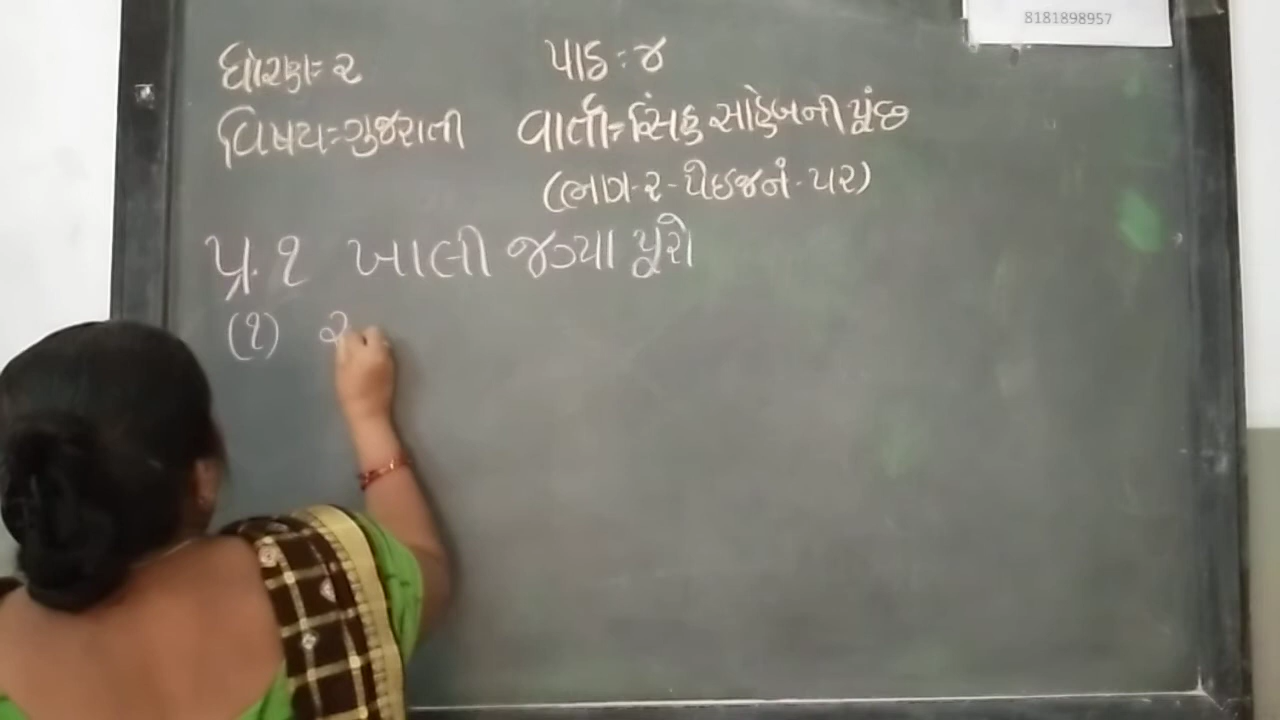 8181898957
ધોરણઃ- ૨ પાઠઃ ૪
વિષયઃ- ગુજરાતી વાર્તાઃ- સિંહ સાહેબની પૂંછ
(ભાગ-૨-પેઇજનં- ૫૨)
પ્ર.૧ ખાલી જગ્યા પૂરો
(૧) ર